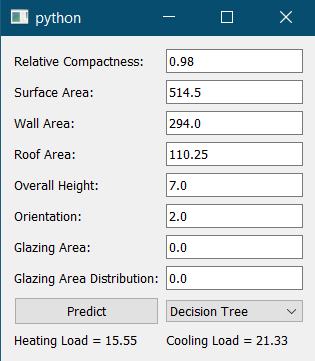 python
Relative Compactness: 0.98
Surface Area: 514.5
Wall Area: 294.0
Roof Area: 110.25
Overall Height: 7.0
Orientation: 2.0
Glazing Area: 0.0
Glazing Area Distribution: 0.0
Predict Decision Tree
Heating Load = 15.55 Cooling Load = 21.33